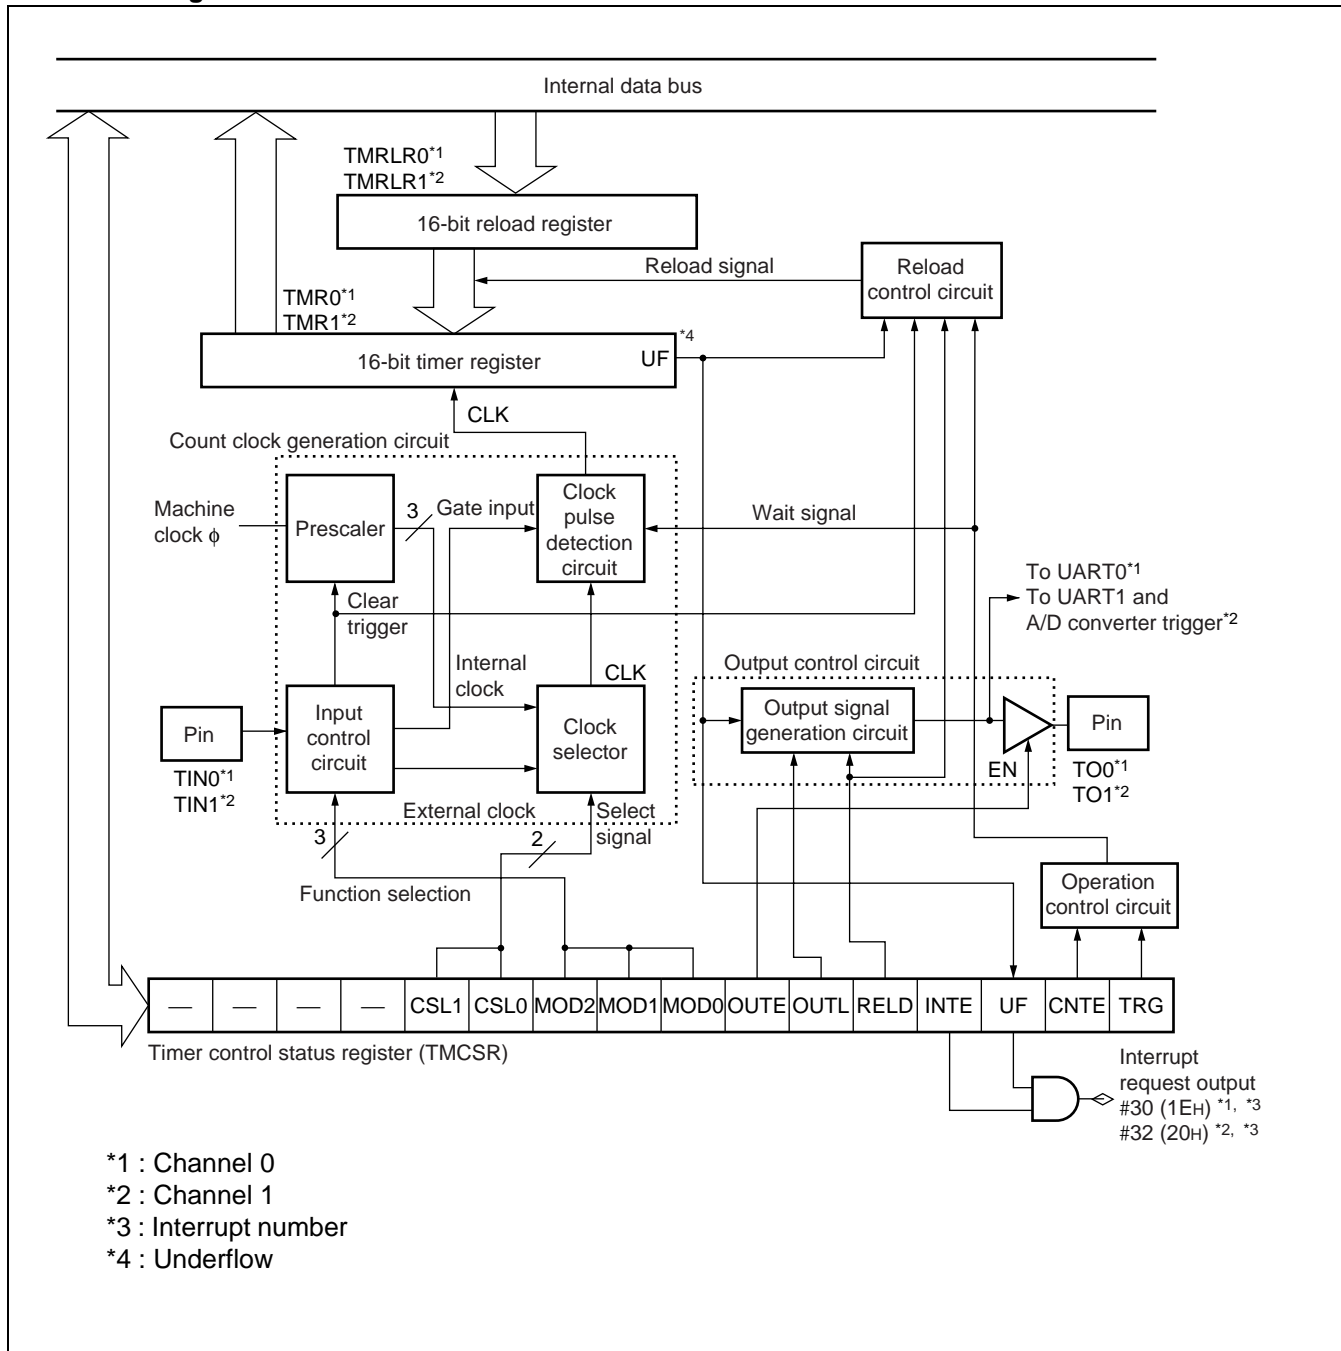 Internal data bus
TMRLR0*1
TMRLR1*2
16-bit reload register
Reload signal
Reload
control circuit
TMR0*1
TMR1*2
16-bit timer register
UF
*4
CLK
Count clock generation circuit
Machine
clock ϕ
Prescaler
3
Gate input
Clock
pulse
detection
circuit
Wait signal
Clear
trigger
To UART0*1
To UART1 and
A/D converter trigger*2
Internal
clock
CLK
Output control circuit
Pin
TIN0*1
TIN1*2
Input
control
circuit
Clock
selector
Output signal
generation circuit
EN
Pin
TO0*1
TO1*2
External clock
Select
signal
3
2
Function selection
Operation
control circuit
— — — — CSL1 CSL0 MOD2 MOD1 MOD0 OUTE OUTL RELD INTE UF CNTE TRG
Timer control status register (TMCSR)
Interrupt
request output
#30 (1EH) *1, *3
#32 (20H) *2, *3
*1 : Channel 0
*2 : Channel 1
*3 : Interrupt number
*4 : Underflow